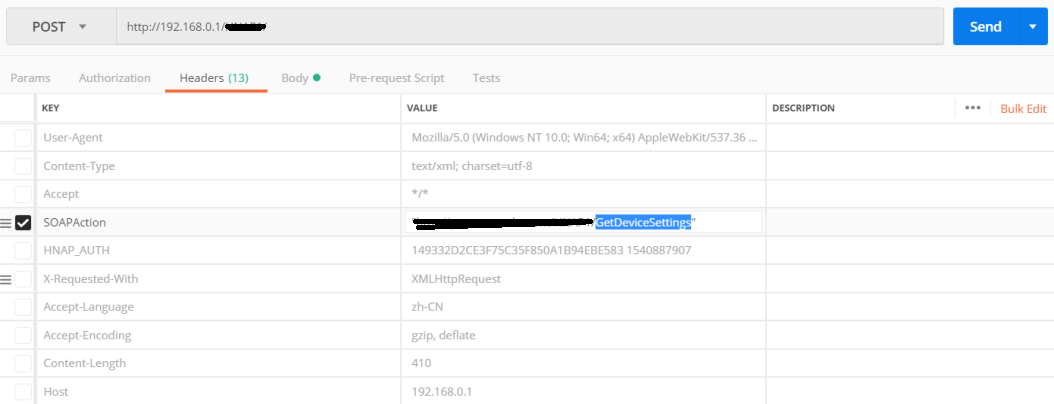 POST http://192.168.0.1/ Send
Params Authorization Headers (13) Body Pre-request Script Tests
KEY VALUE DESCRIPTION ••• Bulk Edit
User-Agent Mozilla/5.0 (Windows NT 10.0; Win64; x64) AppleWebKit/537.36 ...
Content-Type text/xml; charset=utf-8
Accept */*
SOAPAction "/GetDeviceSettings"
HNAP_AUTH 149332D2CE3F75C35F850A1B94EBE583 1540887907
X-Requested-With XMLHttpRequest
Accept-Language zh-CN
Accept-Encoding gzip, deflate
Content-Length 410
Host 192.168.0.1